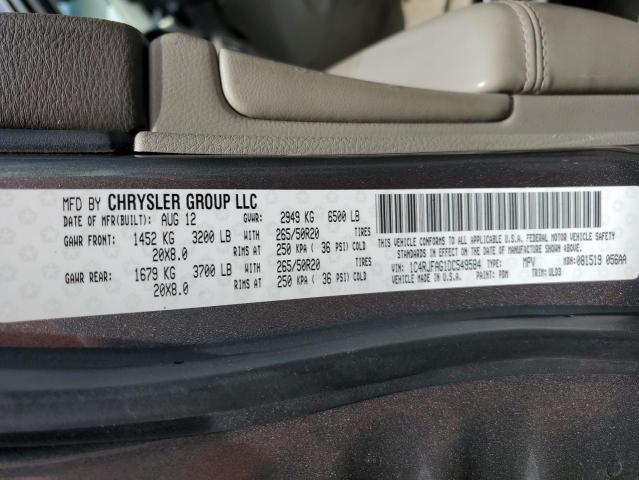 MFD BY CHRYSLER GROUP LLC
DATE OF MFR(BUILT): AUG 12 GVWR: 2949 KG 6500 LB
GAWR FRONT: 1452 KG 3200 LB WITH 265/50R20 TIRES
20X8.0 RIMS AT 250 KPA ( 36 PSI) COLD
GAWR REAR: 1679 KG 3700 LB WITH 265/50R20 TIRES
20X8.0 RIMS AT 250 KPA ( 36 PSI) COLD
THIS VEHICLE CONFORMS TO ALL APPLICABLE U.S.A. FEDERAL MOTOR VEHICLE SAFETY
STANDARDS IN EFFECT ON THE DATE OF MANUFACTURE SHOWN ABOVE.
VIN: 1C4RJFAG1DC549584 TYPE: MPV MDH: 081519 056AA
VEHICLE MADE IN U.S.A. PAINT: PDM TRIM: ULD3